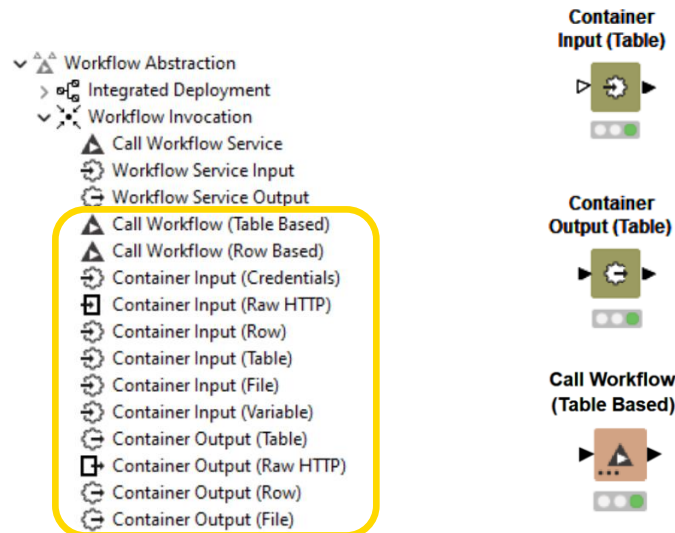 Workflow Abstraction
Integrated Deployment
Workflow Invocation
Call Workflow Service
Workflow Service Input
Workflow Service Output
Call Workflow (Table Based)
Call Workflow (Row Based)
Container Input (Credentials)
Container Input (Raw HTTP)
Container Input (Row)
Container Input (Table)
Container Input (File)
Container Input (Variable)
Container Output (Table)
Container Output (Raw HTTP)
Container Output (Row)
Container Output (File)
Container
Input (Table)
Container
Output (Table)
Call Workflow
(Table Based)